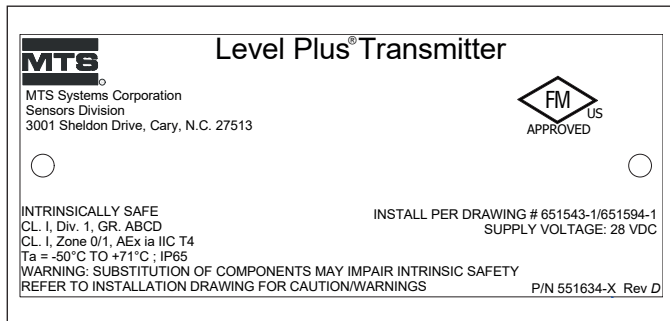 MTS
Level Plus® Transmitter
MTS Systems Corporation
Sensors Division
3001 Sheldon Drive, Cary, N.C. 27513
FM
US
APPROVED
INTRINSICALLY SAFE
CL. I, Div. 1, GR. ABCD
CL. I, Zone 0/1, AEx ia IIC T4
Ta = -50°C TO +71°C ; IP65
WARNING: SUBSTITUTION OF COMPONENTS MAY IMPAIR INTRINSIC SAFETY
REFER TO INSTALLATION DRAWING FOR CAUTION/WARNINGS
INSTALL PER DRAWING # 651543-1/651594-1
SUPPLY VOLTAGE: 28 VDC
P/N 551634-X Rev D